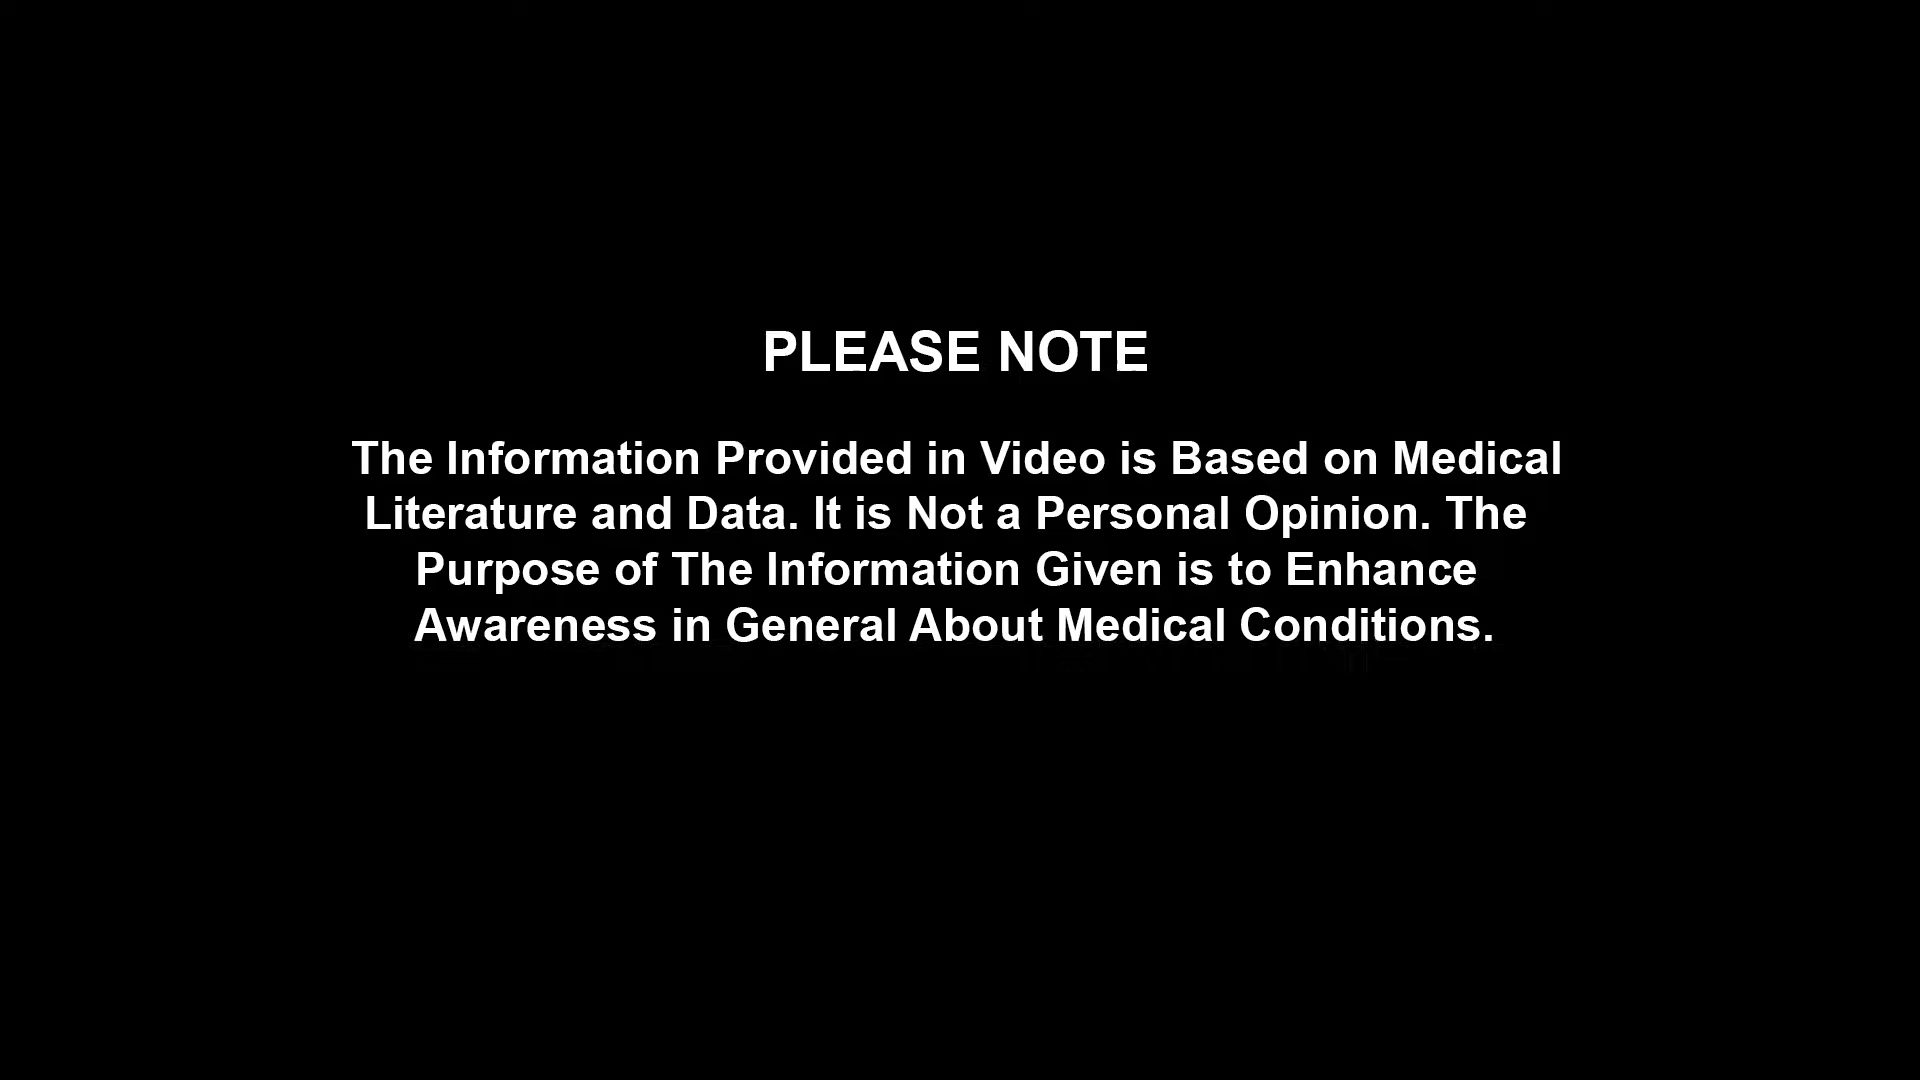 PLEASE NOTE
The Information Provided in Video is Based on Medical
Literature and Data. It is Not a Personal Opinion. The
Purpose of The Information Given is to Enhance
Awareness in General About Medical Conditions.